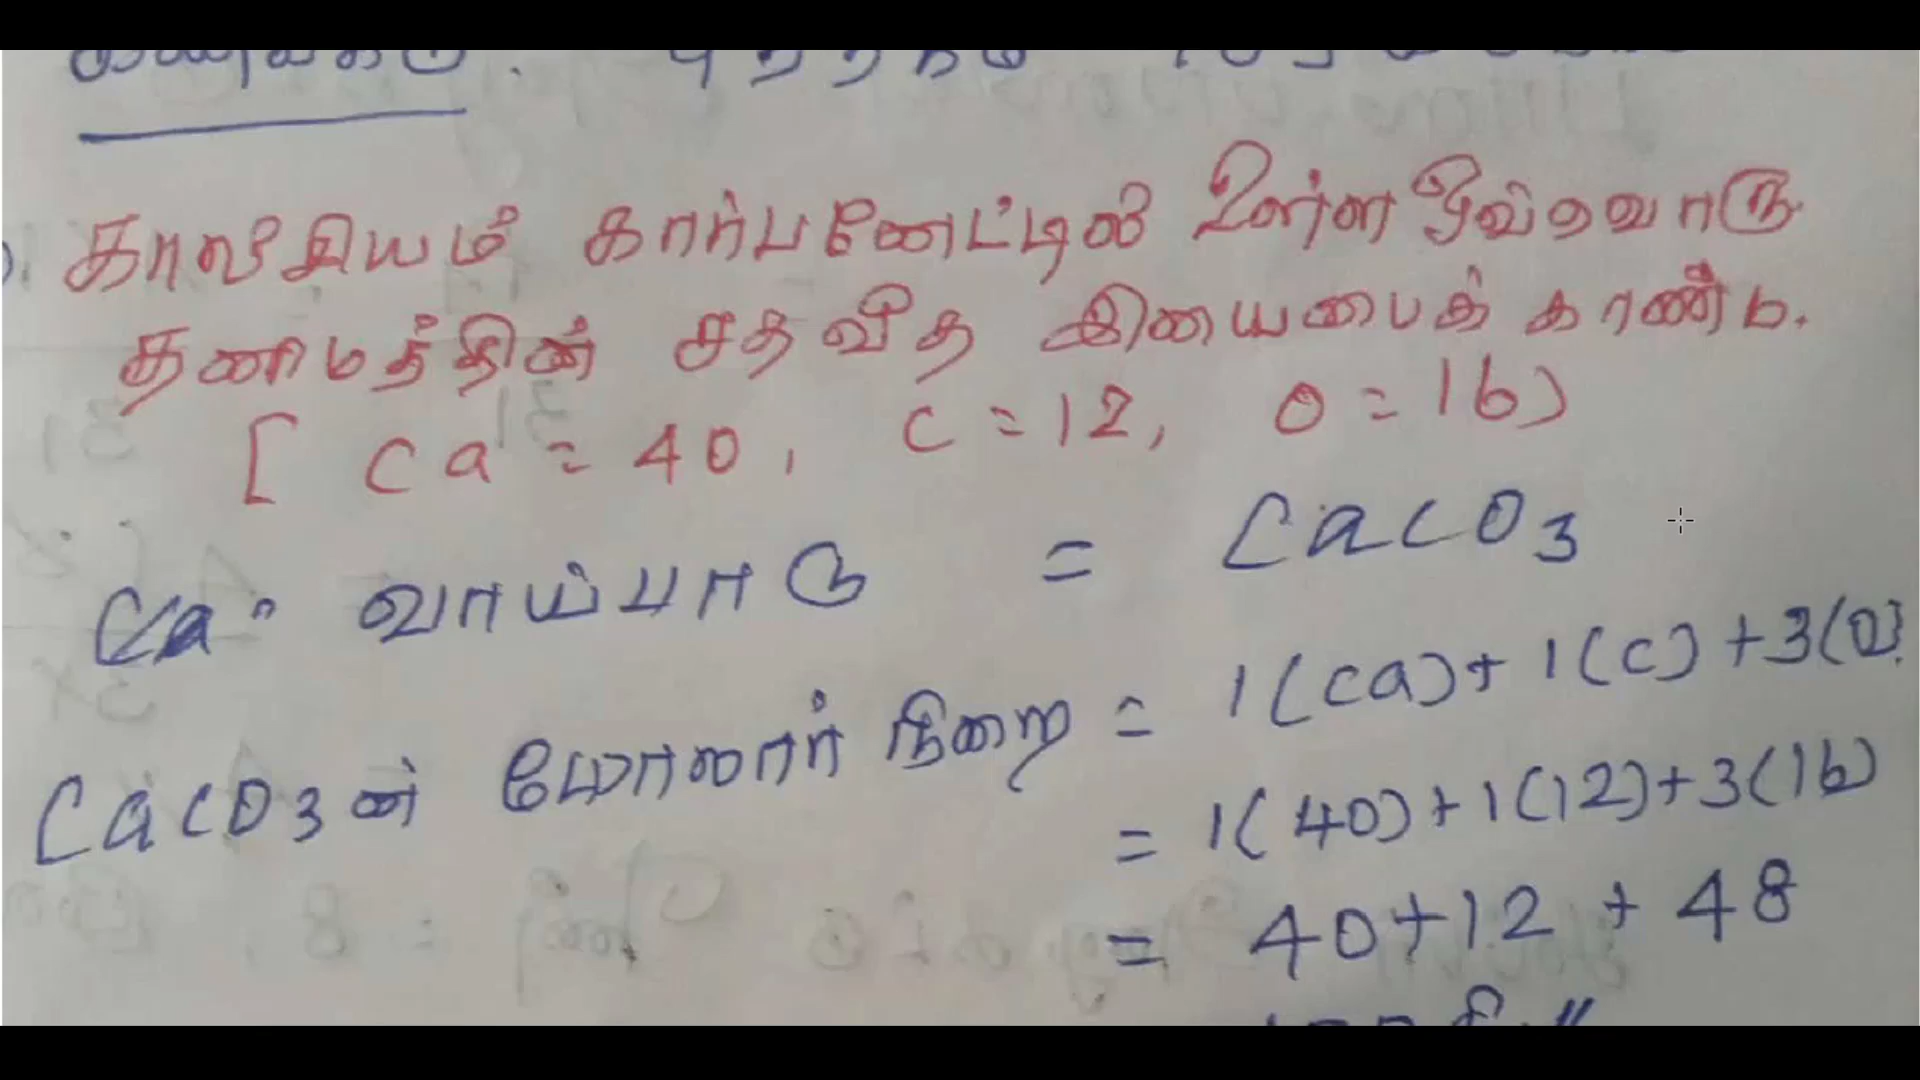 கால்சியம் கார்பனேட்டில் உள்ள ஒவ்வொரு
தனிமத்தின் சதவீத இயைபைக் காண்க.
[ Ca = 40, C = 12, O = 16)
Ca வாய்பாடு = CaCO3
CaCO3ன் மோலார் நிறை = 1(Ca) + 1(C) + 3(O)
= 1(40) + 1(12) + 3(16)
= 40 + 12 + 48